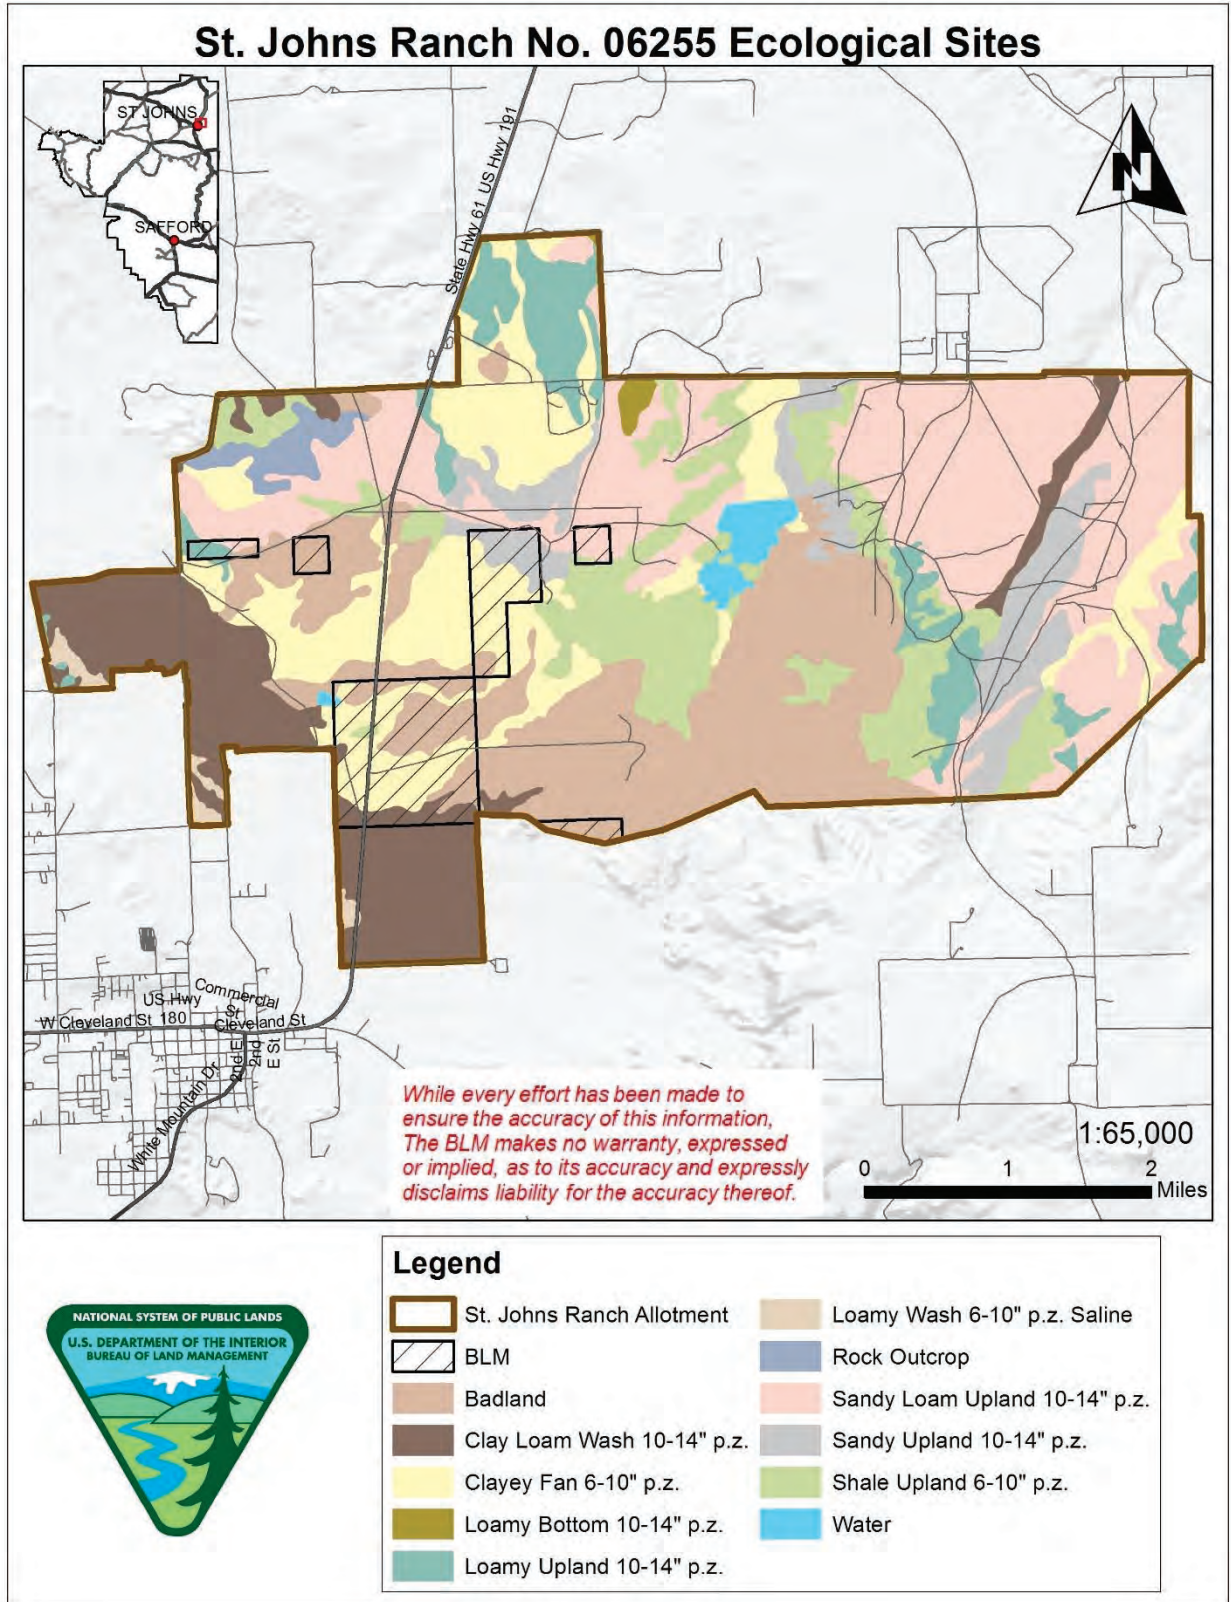 St. Johns Ranch No. 06255 Ecological Sites
ST JOHNS
SAFFORD
State Hwy 61 US Hwy 191
N
US Hwy
Commercial
St
W Cleveland St 180
Cleveland St
2nd E
2nd
E St
White Mountain Dr
While every effort has been made to
ensure the accuracy of this information,
The BLM makes no warranty, expressed
or implied, as to its accuracy and expressly
disclaims liability for the accuracy thereof.
1:65,000
0 1 2
Miles
NATIONAL SYSTEM OF PUBLIC LANDS
U.S. DEPARTMENT OF THE INTERIOR
BUREAU OF LAND MANAGEMENT
Legend
St. Johns Ranch Allotment
BLM
Badland
Clay Loam Wash 10-14" p.z.
Clayey Fan 6-10" p.z.
Loamy Bottom 10-14" p.z.
Loamy Upland 10-14" p.z.
Loamy Wash 6-10" p.z. Saline
Rock Outcrop
Sandy Loam Upland 10-14" p.z.
Sandy Upland 10-14" p.z.
Shale Upland 6-10" p.z.
Water